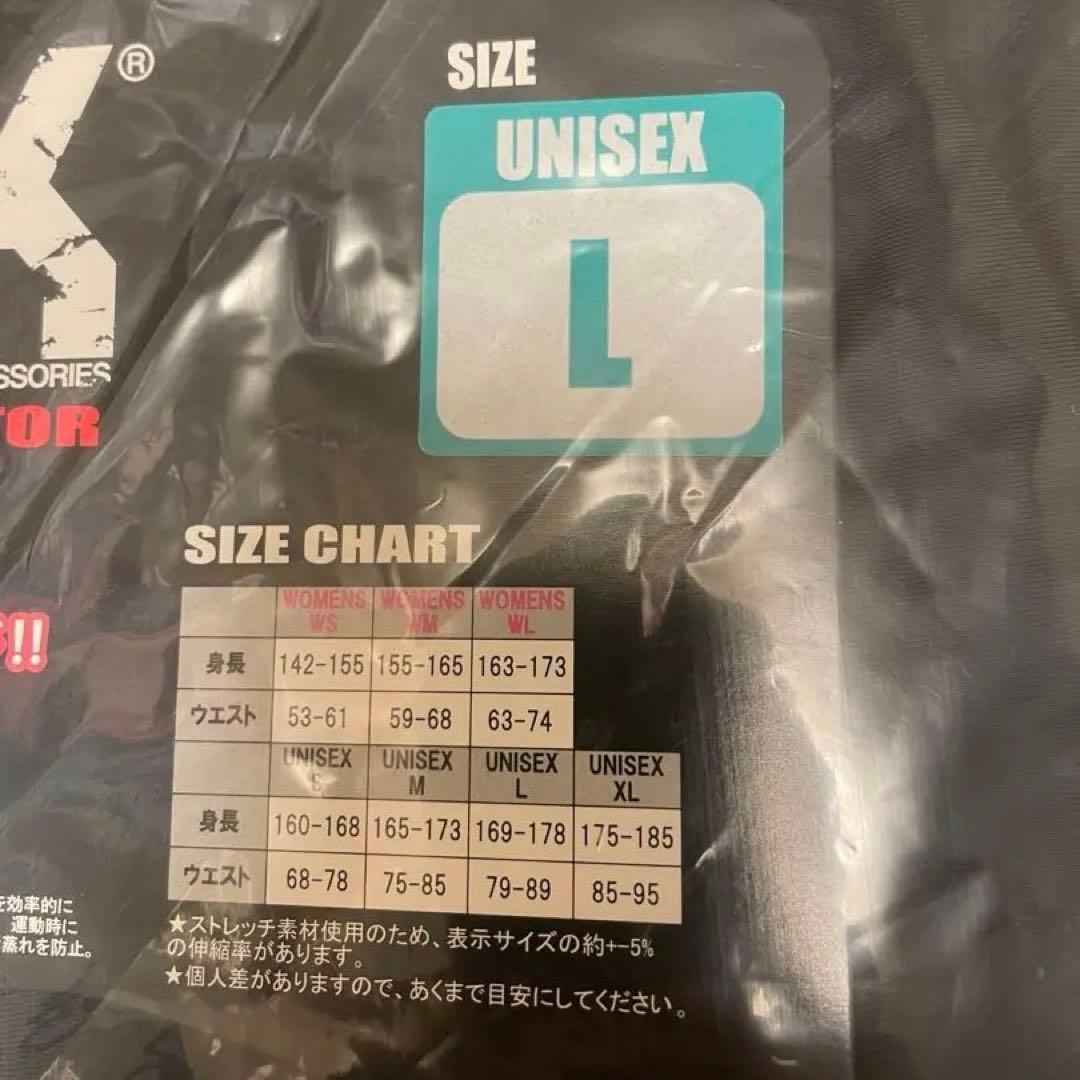 ®
SIZE
UNISEX
L
SSORIES
TOR
!!
SIZE CHART
WOMENS WS WOMENS WM WOMENS WL
身長 142-155 155-165 163-173
ウエスト 53-61 59-68 63-74
UNISEX S UNISEX M UNISEX L UNISEX XL
身長 160-168 165-173 169-178 175-185
ウエスト 68-78 75-85 79-89 85-95
を効率的に
運動時に
蒸れを防止。
★ストレッチ素材使用のため、表示サイズの約+-5%
の伸縮率があります。
★個人差がありますので、あくまで目安にしてください。